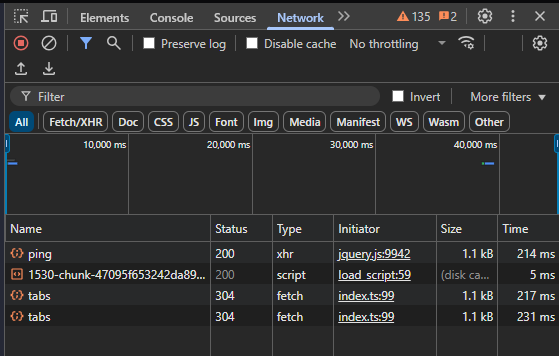 Elements Console Sources Network 135 2
Preserve log Disable cache No throttling
Filter Invert More filters
All Fetch/XHR Doc CSS JS Font Img Media Manifest WS Wasm Other
10,000 ms 20,000 ms 30,000 ms 40,000 ms
Name Status Type Initiator Size Time
ping 200 xhr jquery.js:9942 1.1 kB 214 ms
1530-chunk-47095f653242da89... 200 script load_script:59 (disk ca... 5 ms
tabs 304 fetch index.ts:99 1.1 kB 217 ms
tabs 304 fetch index.ts:99 1.1 kB 231 ms